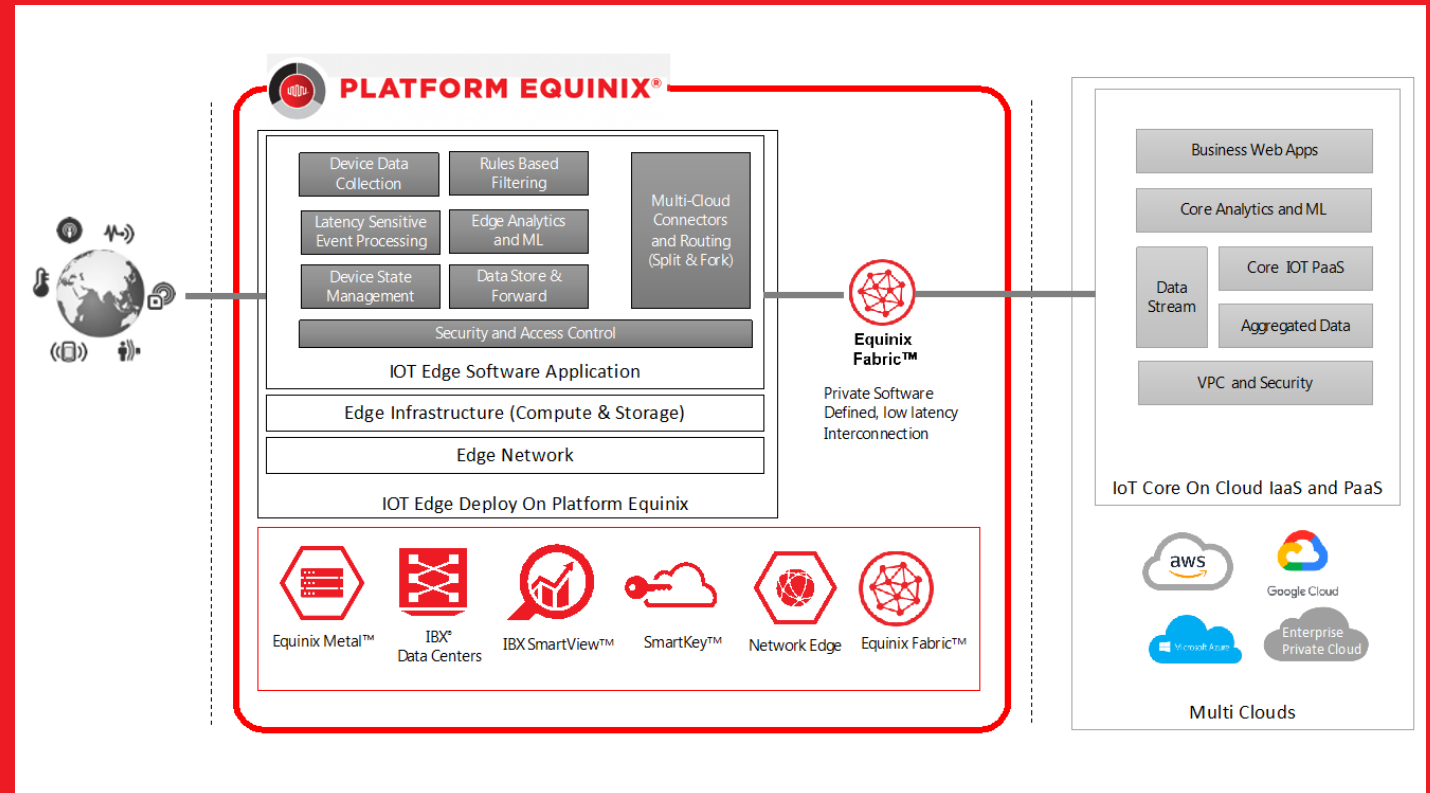 PLATFORM EQUINIX®
Device Data
Collection
Rules Based
Filtering
Latency Sensitive
Event Processing
Edge Analytics
and ML
Device State
Management
Data Store &
Forward
Multi-Cloud
Connectors
and Routing
(Split & Fork)
Security and Access Control
IOT Edge Software Application
Edge Infrastructure (Compute & Storage)
Edge Network
IOT Edge Deploy On Platform Equinix
Equinix
Fabric™
Private Software
Defined, low latency
Interconnection
Equinix Metal™
IBX®
Data Centers
IBX SmartView™
SmartKey™
Network Edge
Equinix Fabric™
Business Web Apps
Core Analytics and ML
Data
Stream
Core IOT PaaS
Aggregated Data
VPC and Security
IoT Core On Cloud IaaS and PaaS
aws
Google Cloud
Microsoft Azure
Enterprise
Private Cloud
Multi Clouds